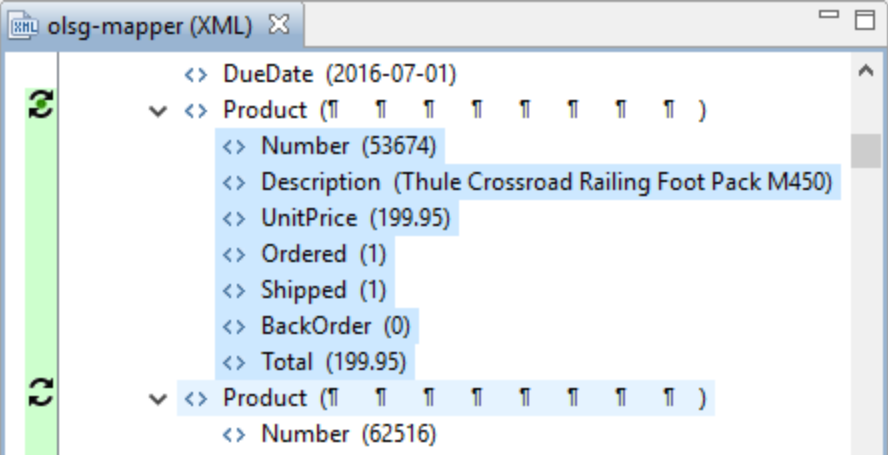 olsg-mapper (XML)
<> DueDate (2016-07-01)
<> Product (¶ ¶ ¶ ¶ ¶ ¶ ¶ ¶ )
<> Number (53674)
<> Description (Thule Crossroad Railing Foot Pack M450)
<> UnitPrice (199.95)
<> Ordered (1)
<> Shipped (1)
<> BackOrder (0)
<> Total (199.95)
<> Product (¶ ¶ ¶ ¶ ¶ ¶ ¶ ¶ )
<> Number (62516)